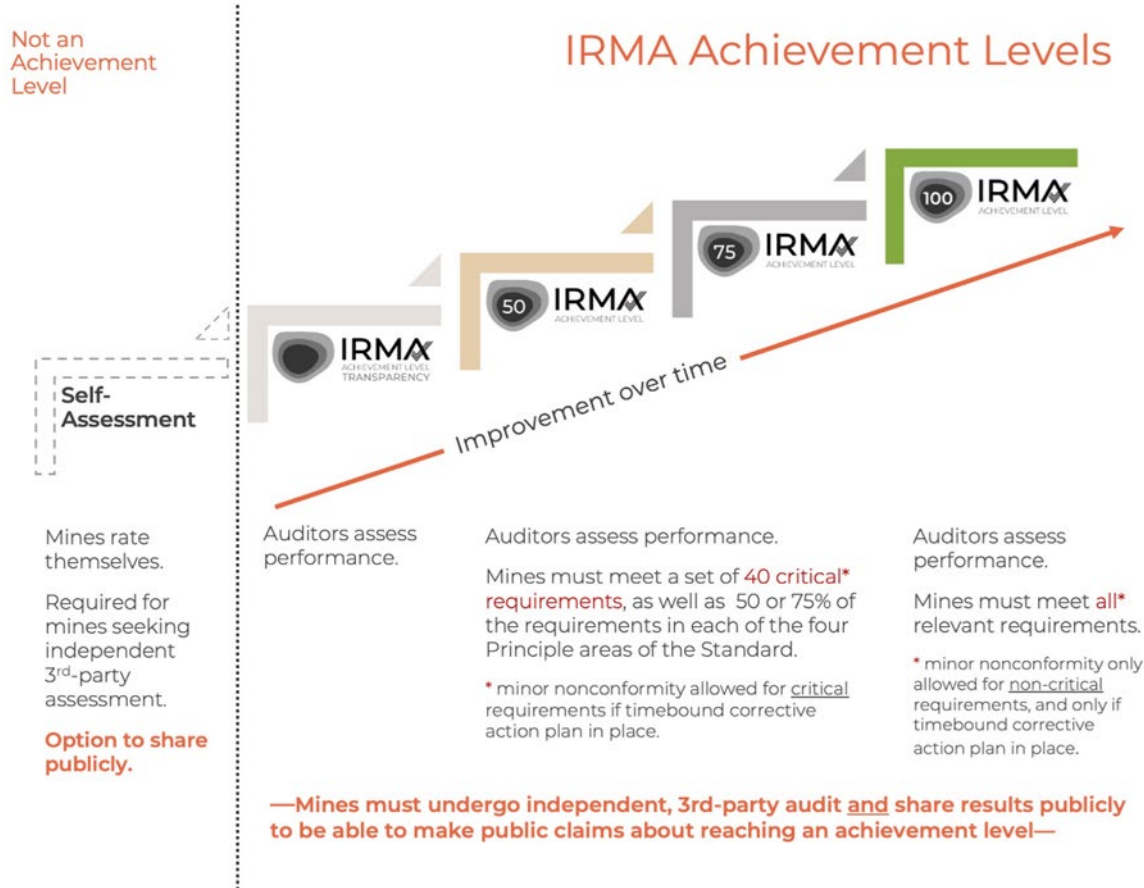 Not an
Achievement
Level
IRMA Achievement Levels
Self-
Assessment
IRMA
ACHIEVEMENT LEVEL
TRANSPARENCY
50
IRMA
ACHIEVEMENT LEVEL
75
IRMA
ACHIEVEMENT LEVEL
100
IRMA
ACHIEVEMENT LEVEL
Improvement over time
Mines rate
themselves.
Required for
mines seeking
independent
3rd-party
assessment.
Option to share
publicly.
Auditors assess
performance.
Auditors assess performance.
Mines must meet a set of 40 critical*
requirements, as well as 50 or 75% of
the requirements in each of the four
Principle areas of the Standard.
* minor nonconformity allowed for critical
requirements if timebound corrective
action plan in place.
Auditors assess
performance.
Mines must meet all*
relevant requirements.
* minor nonconformity only
allowed for non-critical
requirements, and only if
timebound corrective
action plan in place.
—Mines must undergo independent, 3rd-party audit and share results publicly
to be able to make public claims about reaching an achievement level—